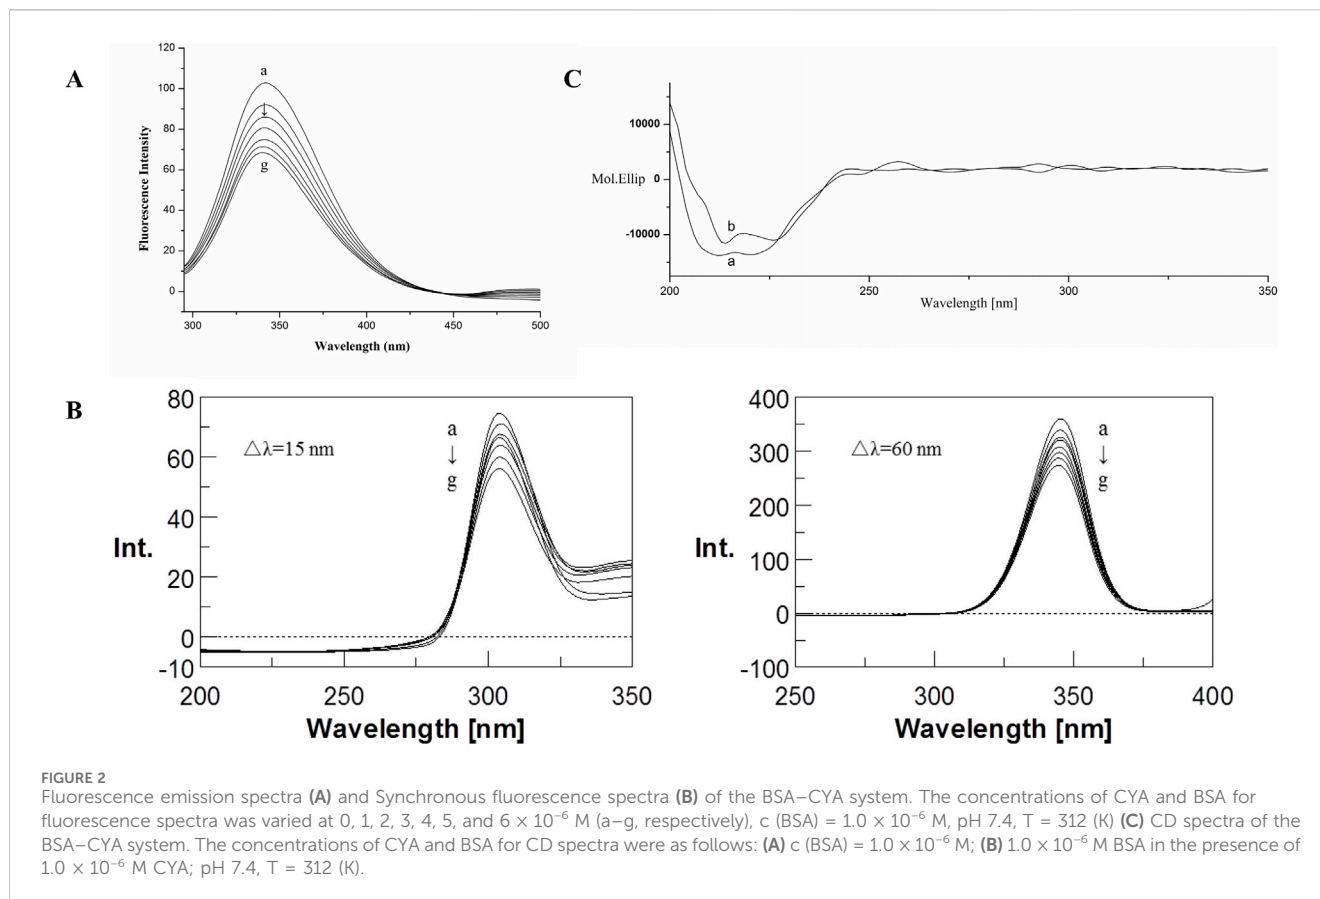 A
120
100
80
60
40
20
0
Fluorescence Intensity
a
g
300
350
400
450
500
Wavelength (nm)
C
10000
Mol.Ellip
0
-10000
b
a
200
250
300
350
Wavelength [nm]
B
80
60
40
20
0
-10
Int.
△λ=15 nm
a
↓
g
200
250
300
350
Wavelength [nm]
400
300
200
100
0
-100
Int.
△λ=60 nm
a
↓
g
250
300
350
400
Wavelength [nm]
FIGURE 2
Fluorescence emission spectra (A) and Synchronous fluorescence spectra (B) of the BSA–CYA system. The concentrations of CYA and BSA for
fluorescence spectra was varied at 0, 1, 2, 3, 4, 5, and 6 × 10⁻⁶ M (a–g, respectively), c (BSA) = 1.0 × 10⁻⁶ M, pH 7.4, T = 312 (K) (C) CD spectra of the
BSA–CYA system. The concentrations of CYA and BSA for CD spectra were as follows: (A) c (BSA) = 1.0 × 10⁻⁶ M; (B) 1.0 × 10⁻⁶ M BSA in the presence of
1.0 × 10⁻⁶ M CYA; pH 7.4, T = 312 (K).